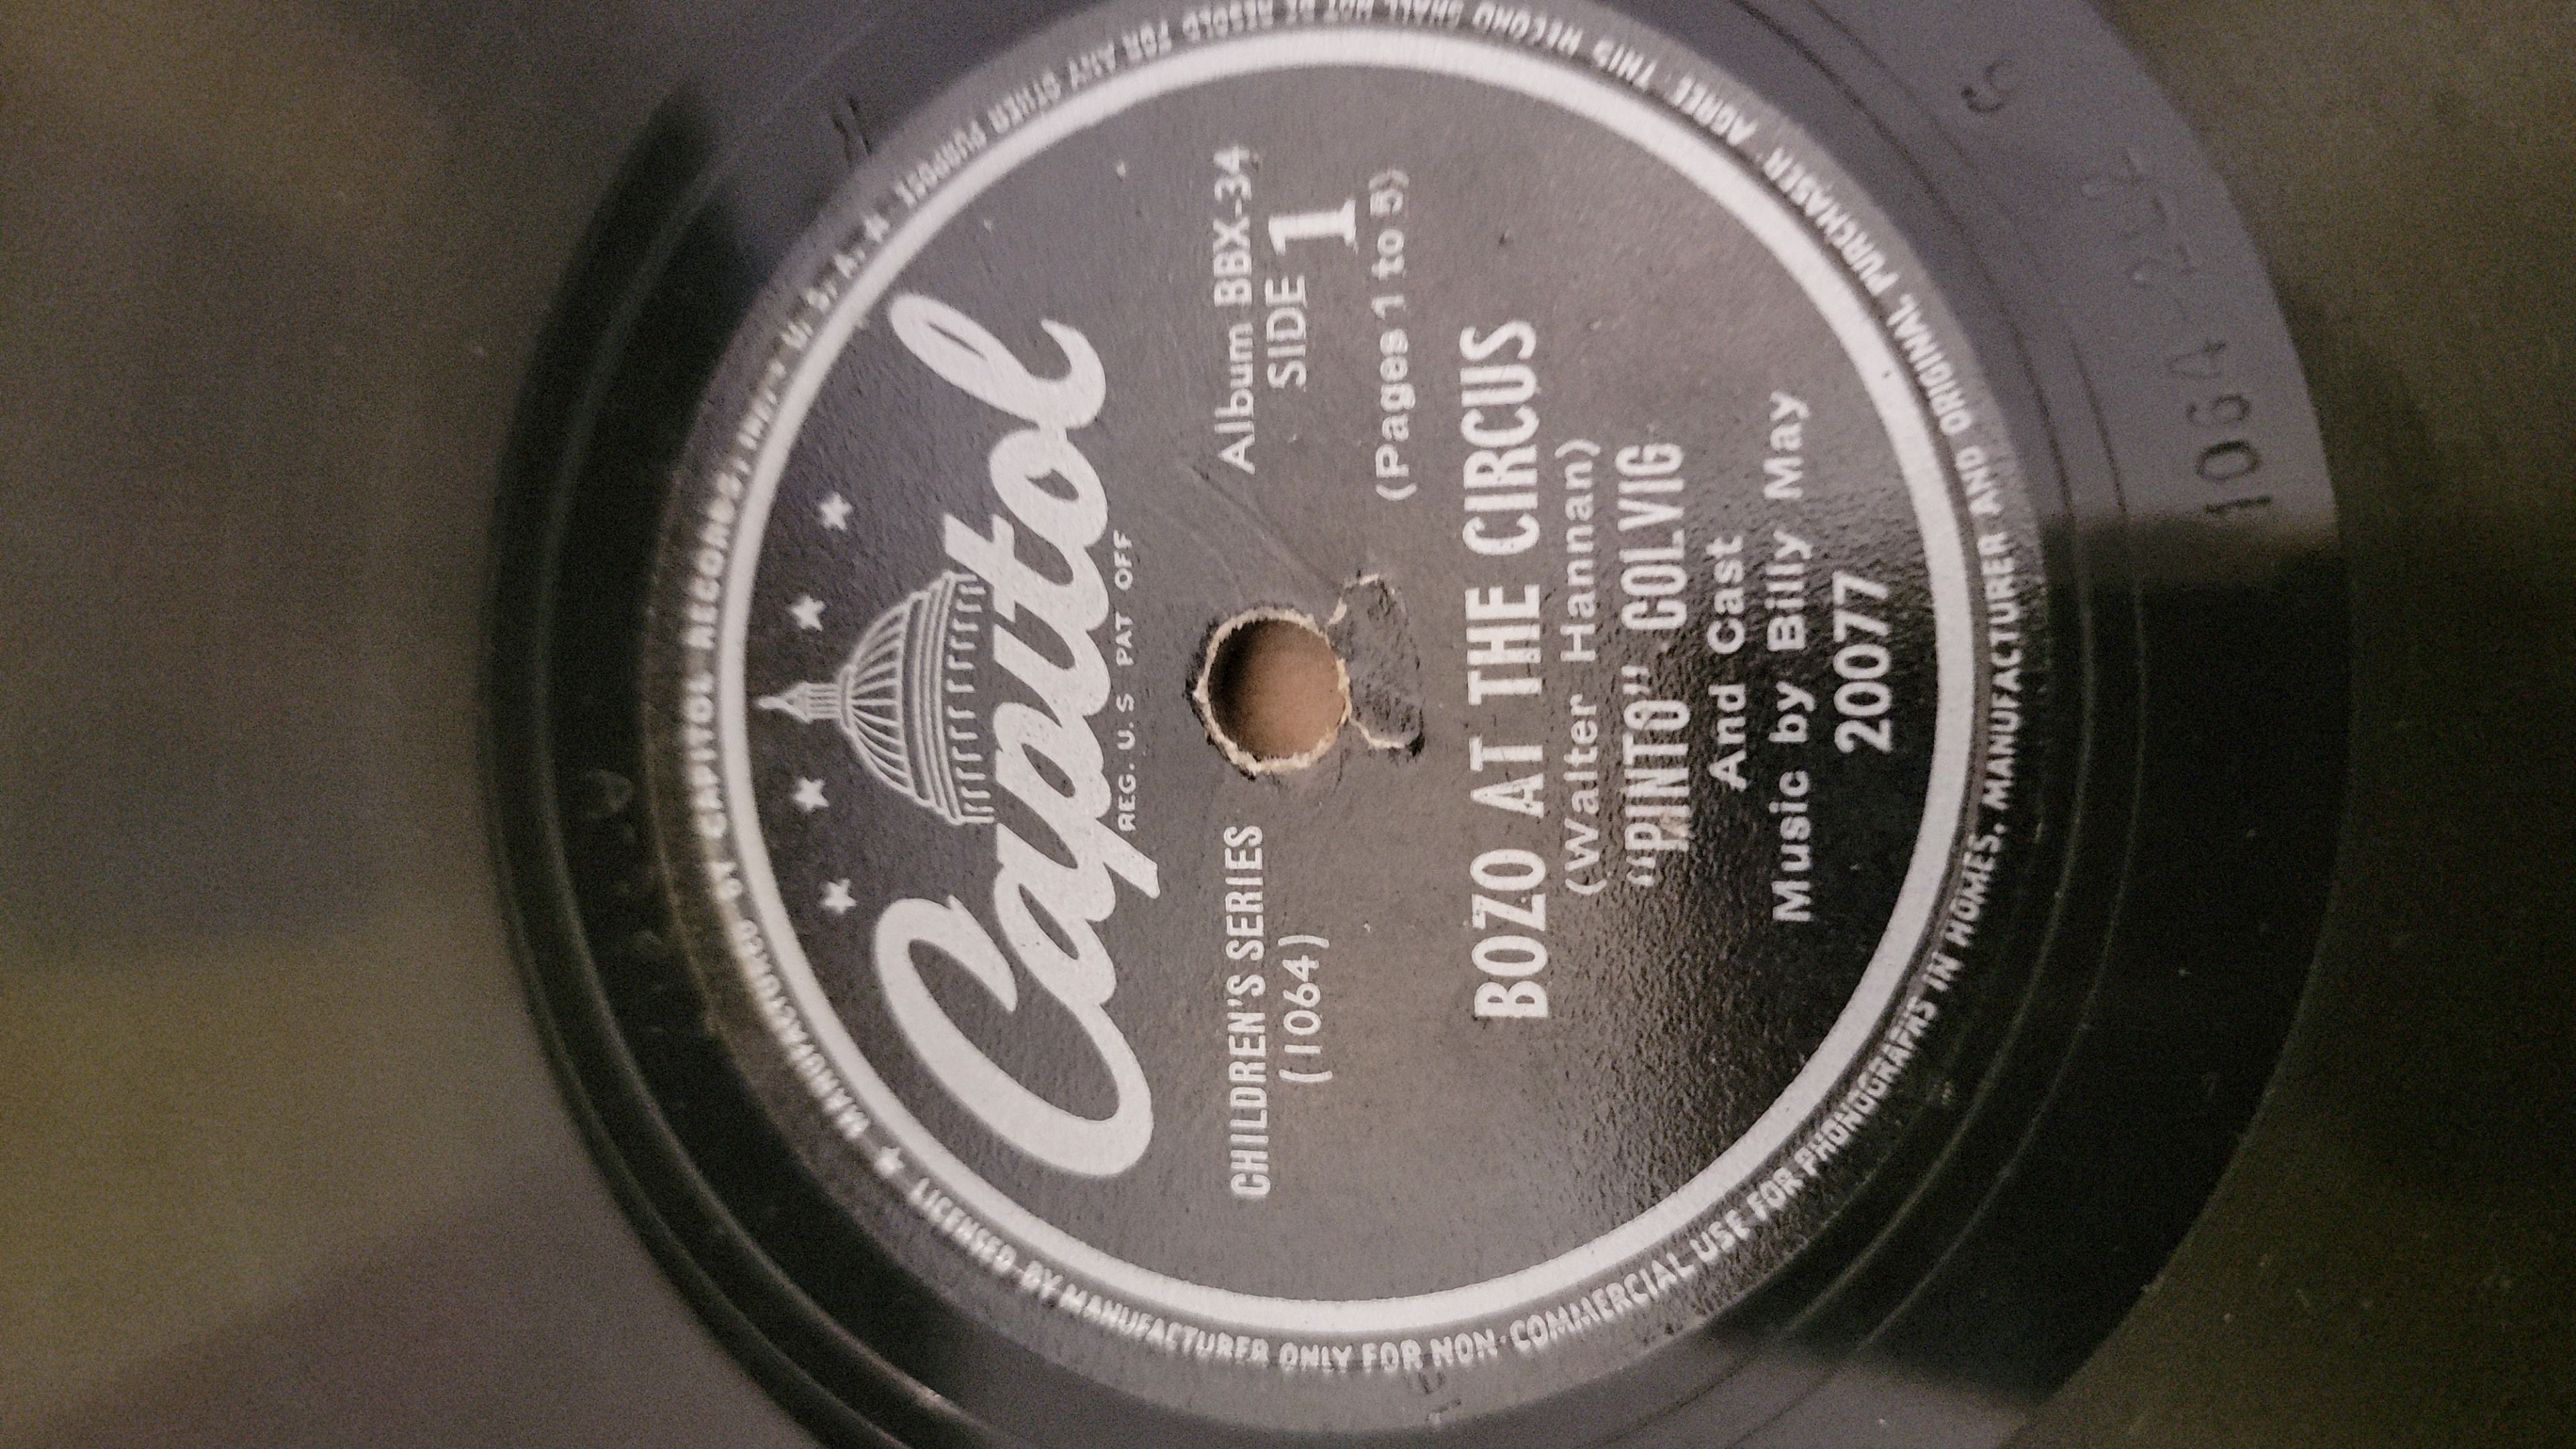 Capitol
REG. U. S. PAT OFF
CHILDREN'S SERIES
(1064)
Album BBX-34
SIDE 1
(Pages 1 to 5)
BOZO AT THE CIRCUS
(Walter Hannan)
"PINTO" COLVIG
And Cast
Music by Billy May
20077
★ MANUFACTURED BY CAPITOL RECORDS, INC., U. S. A.
★ LICENSED BY MANUFACTURER ONLY FOR NON-COMMERCIAL USE FOR PHONOGRAPHS IN HOMES. MANUFACTURER AND ORIGINAL PURCHASER AGREE THIS RECORD SHALL NOT BE RESOLD FOR ANY OTHER PURPOSE
1064